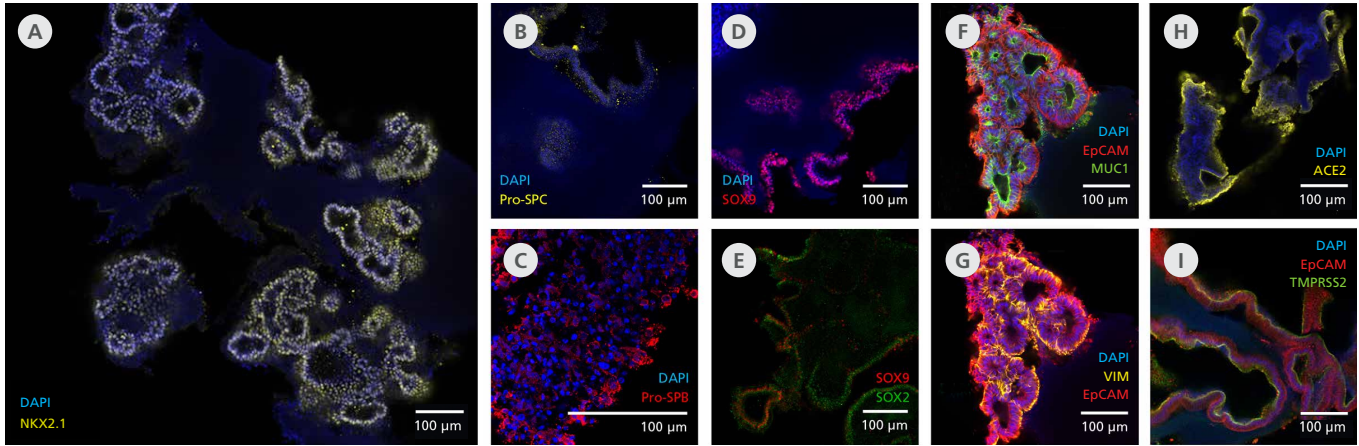 A
DAPI
NKX2.1
100 µm
B
DAPI
Pro-SPC
100 µm
C
DAPI
Pro-SPB
100 µm
D
DAPI
SOX9
100 µm
E
SOX9
SOX2
100 µm
F
DAPI
EpCAM
MUC1
100 µm
G
DAPI
VIM
EpCAM
100 µm
H
DAPI
ACE2
100 µm
I
DAPI
EpCAM
TMPRSS2
100 µm